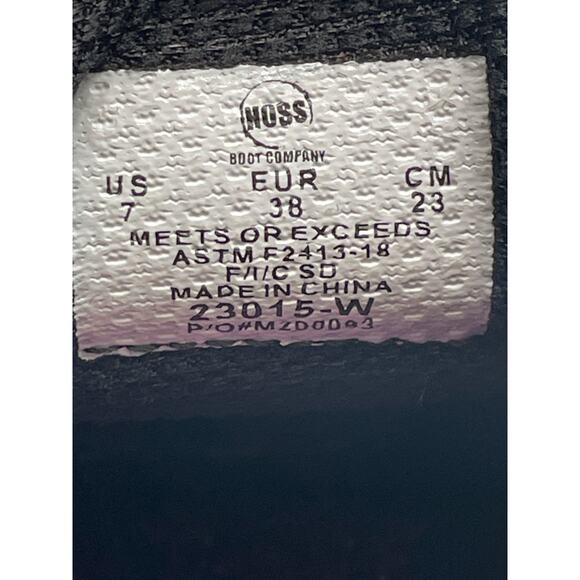 HOSS
BOOT COMPANY
US EUR CM
7 38 23
MEETS OR EXCEEDS
ASTM F2413-18
F/I/C SD
MADE IN CHINA
23015-W